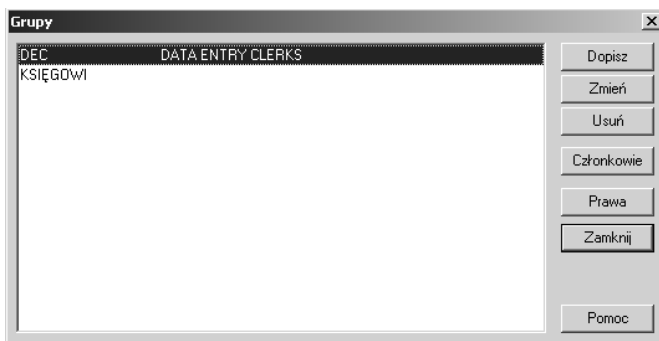 Grupy
DEC DATA ENTRY CLERKS
KSIĘGOWI
Dopisz
Zmień
Usuń
Członkowie
Prawa
Zamknij
Pomoc